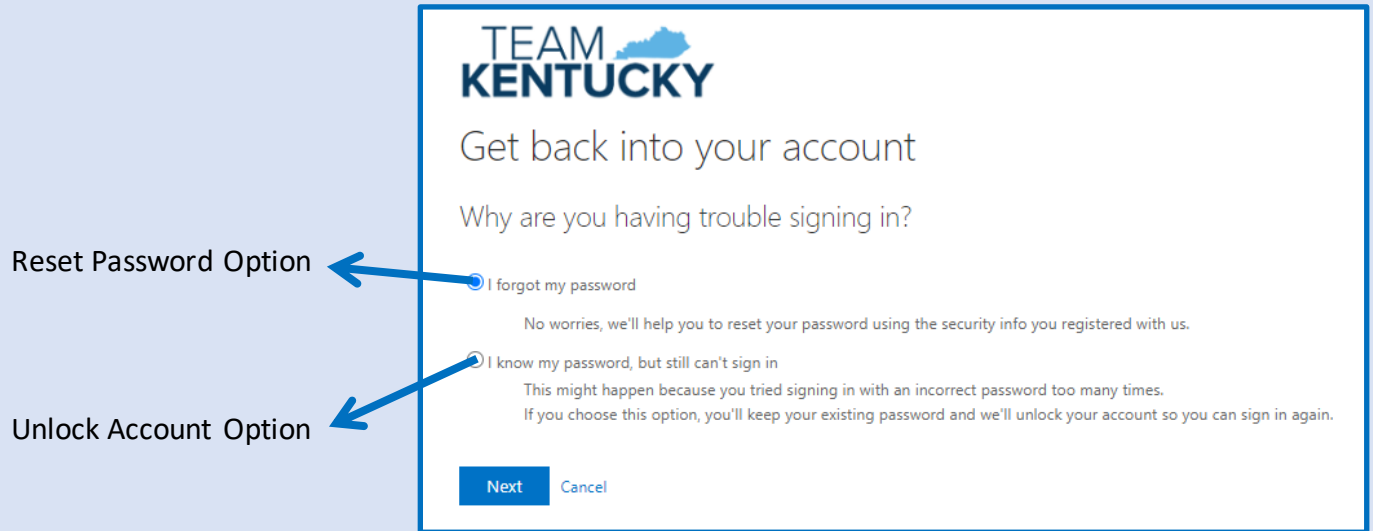 TEAM
KENTUCKY
Get back into your account
Why are you having trouble signing in?
Reset Password Option
I forgot my password
No worries, we'll help you to reset your password using the security info you registered with us.
I know my password, but still can't sign in
This might happen because you tried signing in with an incorrect password too many times.
If you choose this option, you'll keep your existing password and we'll unlock your account so you can sign in again.
Unlock Account Option
Next Cancel